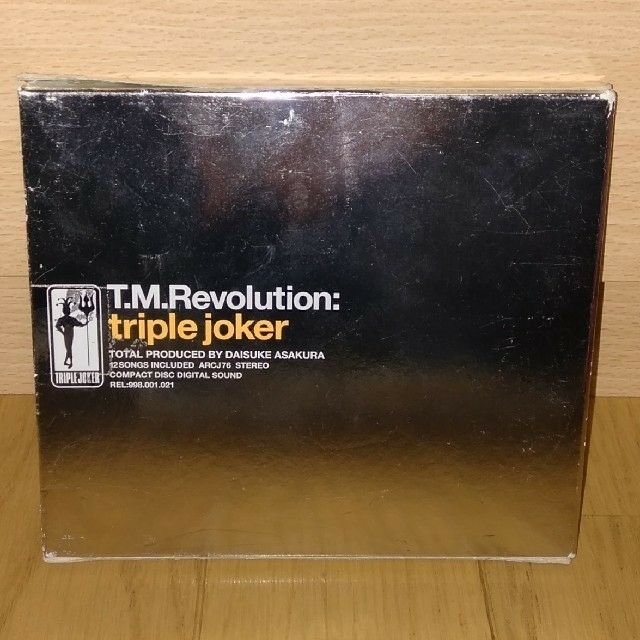 T.M.Revolution:
triple joker
TOTAL PRODUCED BY DAISUKE ASAKURA
12SONGS INCLUDED ARCJ76 STEREO
COMPACT DISC DIGITAL SOUND
REL:998.001.021
TRIPLE JOKER